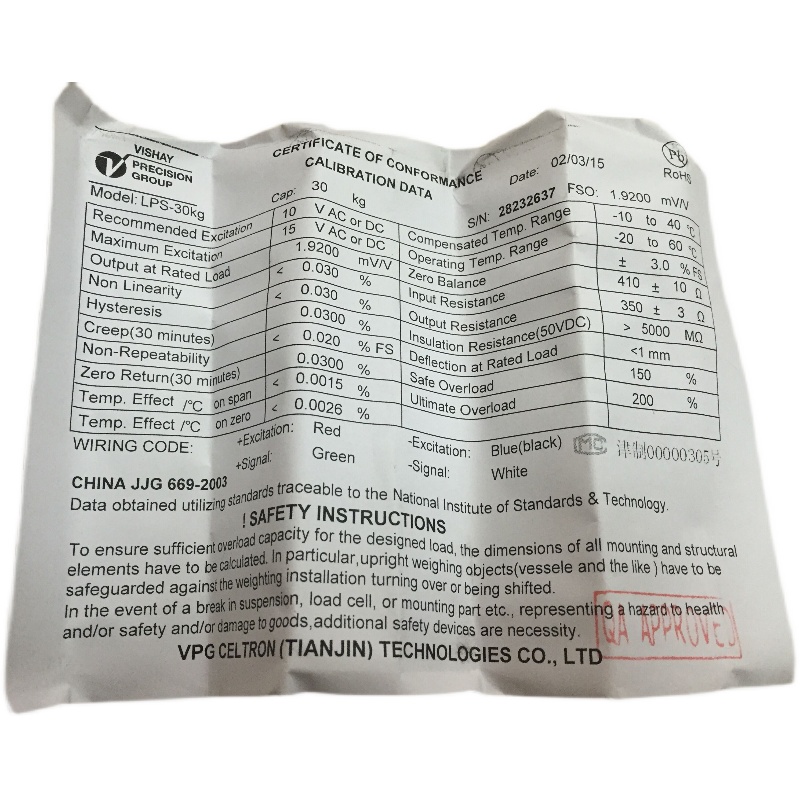 VISHAY
PRECISION
GROUP
CERTIFICATE OF CONFORMANCE
CALIBRATION DATA
Date: 02/03/15
Pb
RoHS
Model: LPS-30kg
Cap: 30 kg
S/N: 28232637
FSO: 1.9200 mV/V
Recommended Excitation 10 V AC or DC
Maximum Excitation 15 V AC or DC
Output at Rated Load 1.9200 mV/V
Non Linearity < 0.030 %
Hysteresis < 0.030 %
Creep(30 minutes) 0.0300 %
Non-Repeatability < 0.020 % FS
Zero Return(30 minutes) 0.0300 %
Temp. Effect /°C on span < 0.0015 %
Temp. Effect /°C on zero < 0.0026 %
Compensated Temp. Range -10 to 40 °C
Operating Temp. Range -20 to 60 °C
Zero Balance ± 3.0 % FS
Input Resistance 410 ± 10 Ω
Output Resistance 350 ± 3 Ω
Insulation Resistance(50VDC) > 5000 MΩ
Deflection at Rated Load <1 mm
Safe Overload 150 %
Ultimate Overload 200 %
WIRING CODE: +Excitation: Red -Excitation: Blue(black)
+Signal: Green -Signal: White
MC 津制00000305号
CHINA JJG 669-2003
Data obtained utilizing standards traceable to the National Institute of Standards & Technology.
! SAFETY INSTRUCTIONS
To ensure sufficient overload capacity for the designed load, the dimensions of all mounting and structural
elements have to be calculated. In particular,upright weighing objects(vessele and the like ) have to be
safeguarded against the weighting installation turning over or being shifted.
In the event of a break in suspension, load cell, or mounting part etc., representing a hazard to health
and/or safety and/or damage to goods,additional safety devices are necessity.
QA APPROVED
VPG CELTRON (TIANJIN) TECHNOLOGIES CO., LTD